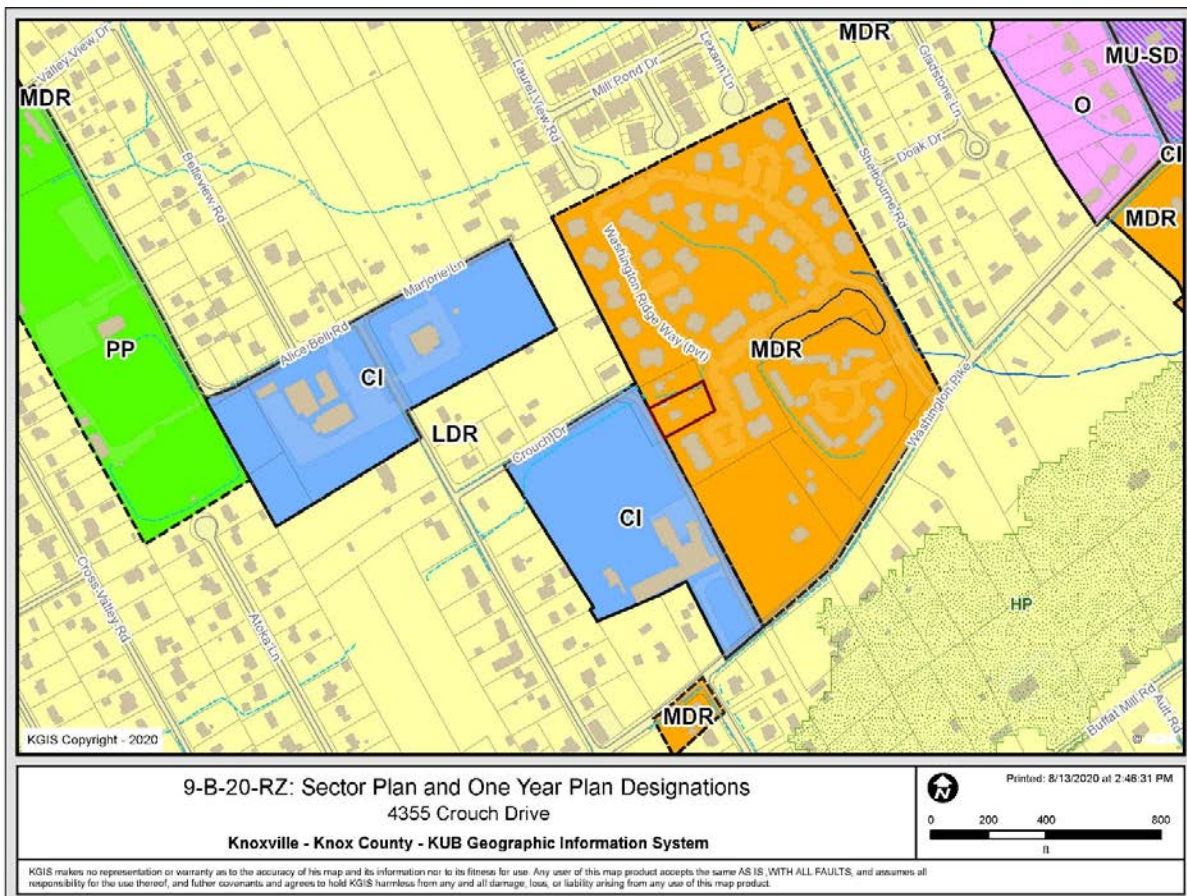 Valley View Dr
MDR
Belleview Rd
Laurel View Rd
Mill Pond Dr
Lexann Ln
MDR
Gladstone Ln
MU-SD
O
Doak Dr
CI
Shelbourne Rd
MDR
Marjorie Ln
Washington Ridge Way (pvt)
PP
Alice Bell Rd
CI
MDR
Washington Pike
LDR
Crouch Dr
CI
Cross Valley Rd
Atoka Ln
HP
MDR
Buffat Mill Rd
Ault Rd
KGIS Copyright - 2020
©
9-B-20-RZ: Sector Plan and One Year Plan Designations
4355 Crouch Drive
Knoxville - Knox County - KUB Geographic Information System
N
Printed: 8/13/2020 at 2:46:31 PM
0 200 400 800
ft
KGIS makes no representation or warranty as to the accuracy of his map and its information nor to its fitness for use. Any user of this map product accepts the same AS IS ,WITH ALL FAULTS, and assumes all
responsibility for the use thereof, and futher covenants and agrees to hold KGIS harmless from any and all damage, loss, or liability arising from any use of this map product.